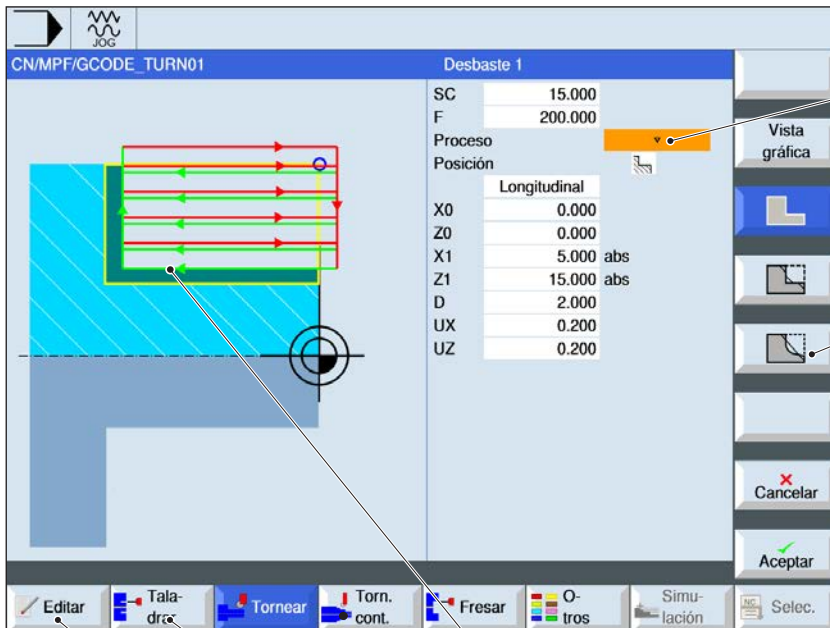 JOG
CN/MPF/GCODE_TURN01
Desbaste 1
SC 15.000
F 200.000
Proceso ▿
Posición
Longitudinal
X0 0.000
Z0 0.000
X1 5.000 abs
Z1 15.000 abs
D 2.000
UX 0.200
UZ 0.200
Vista
gráfica
Cancelar
Aceptar
Editar
Tala-
drar
Tornear
Torn.
cont.
Fresar
O-
tros
Simu-
lación
NC
Selec.